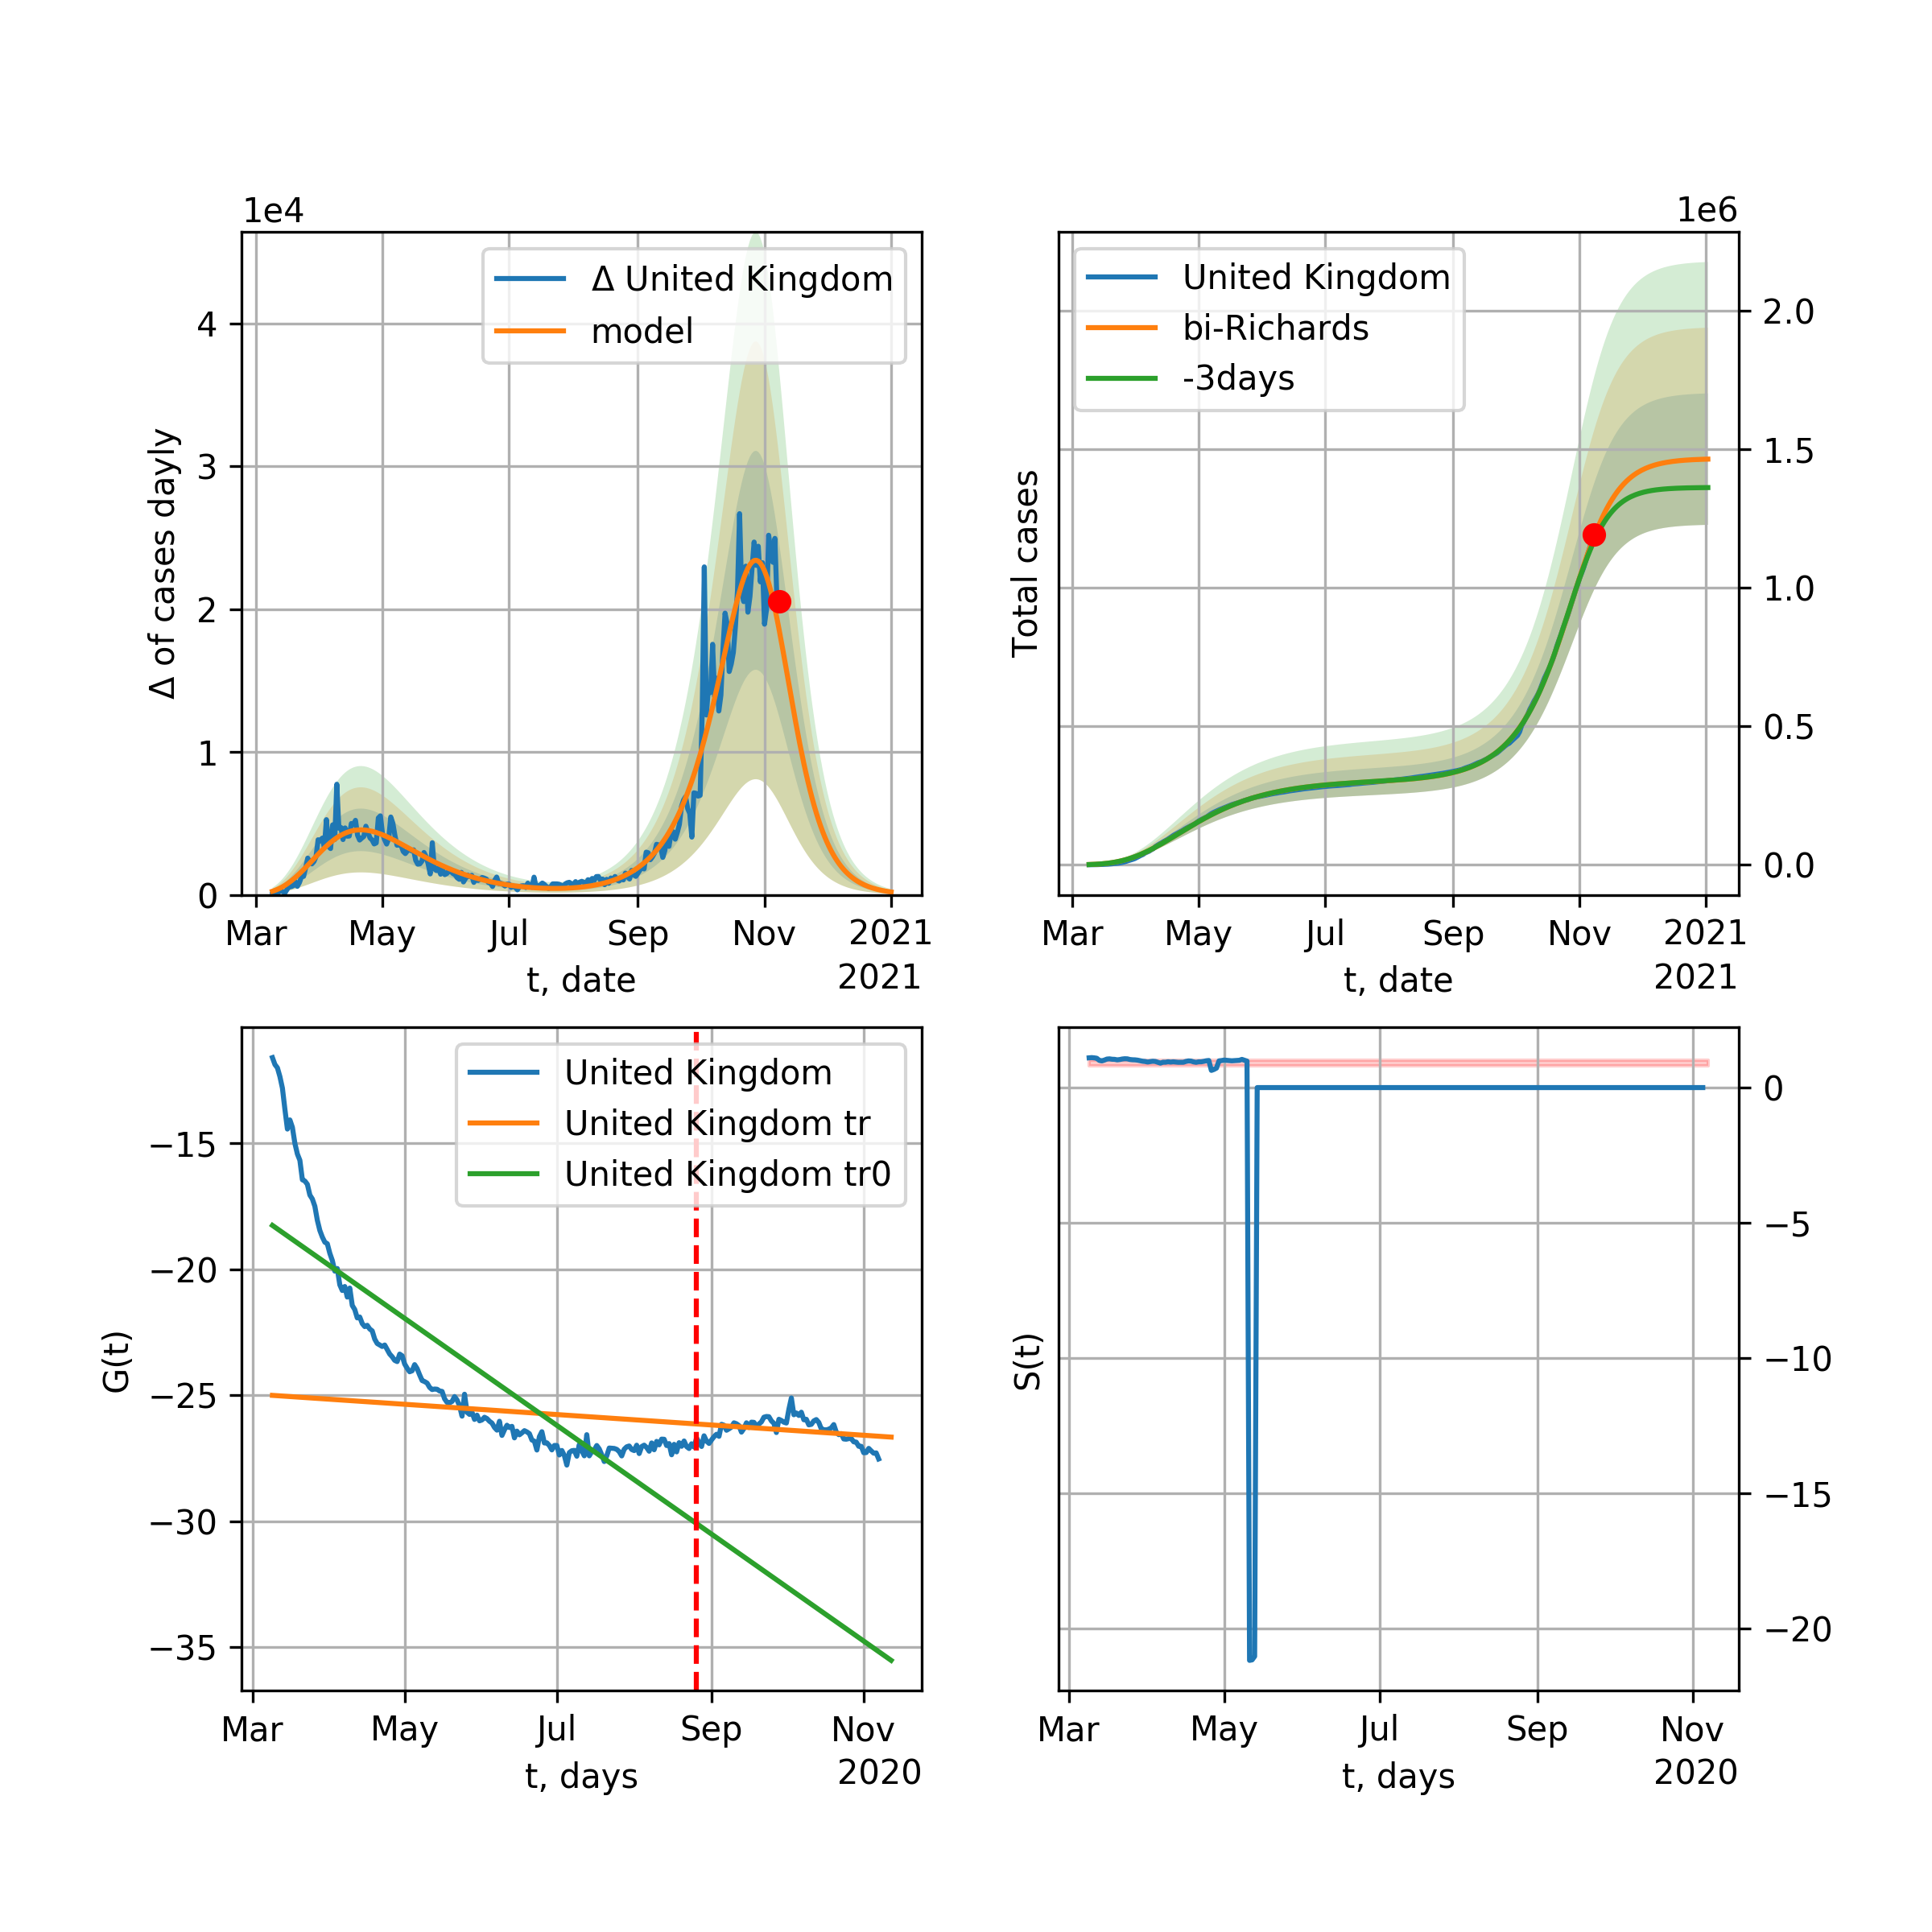 1e4
Δ of cases dayly
4
3
2
1
0
Δ United Kingdom
model
Mar May Jul Sep Nov 2021
t, date 2021
1e6
United Kingdom
bi-Richards
-3days
Total cases
2.0
1.5
1.0
0.5
0.0
Mar May Jul Sep Nov 2021
t, date 2021
G(t)
−15
−20
−25
−30
−35
United Kingdom
United Kingdom tr
United Kingdom tr0
Mar May Jul Sep Nov
t, days 2020
S(t)
0
−5
−10
−15
−20
Mar May Jul Sep Nov
t, days 2020